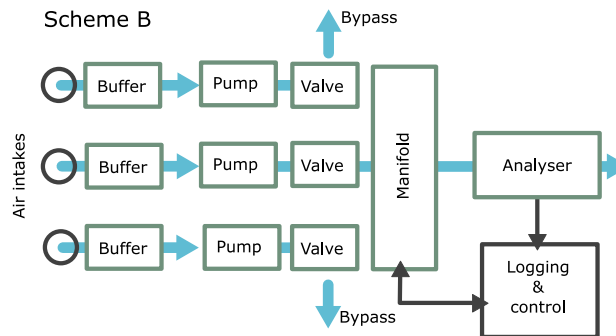 Scheme B
Bypass
Buffer
Pump
Valve
Air intakes
Buffer
Pump
Valve
Manifold
Analyser
Buffer
Pump
Valve
Logging
& control
Bypass